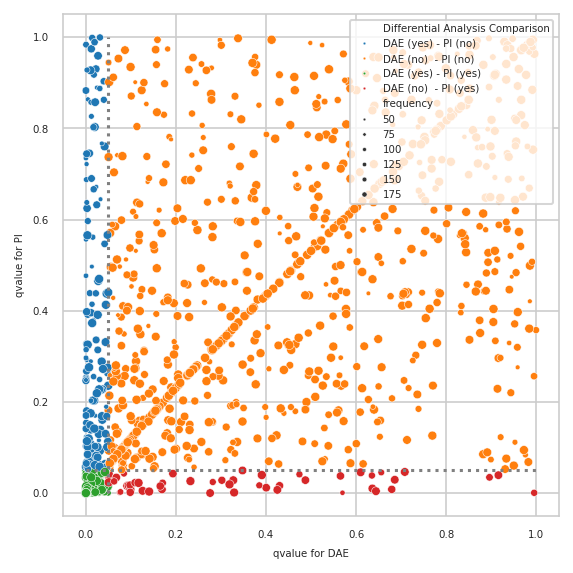 Differential Analysis Comparison
DAE (yes) - PI (no)
DAE (no) - PI (no)
DAE (yes) - PI (yes)
DAE (no) - PI (yes)
frequency
50
75
100
125
150
175
1.0
0.8
0.6
0.4
0.2
0.0
qvalue for PI
0.0 0.2 0.4 0.6 0.8 1.0
qvalue for DAE